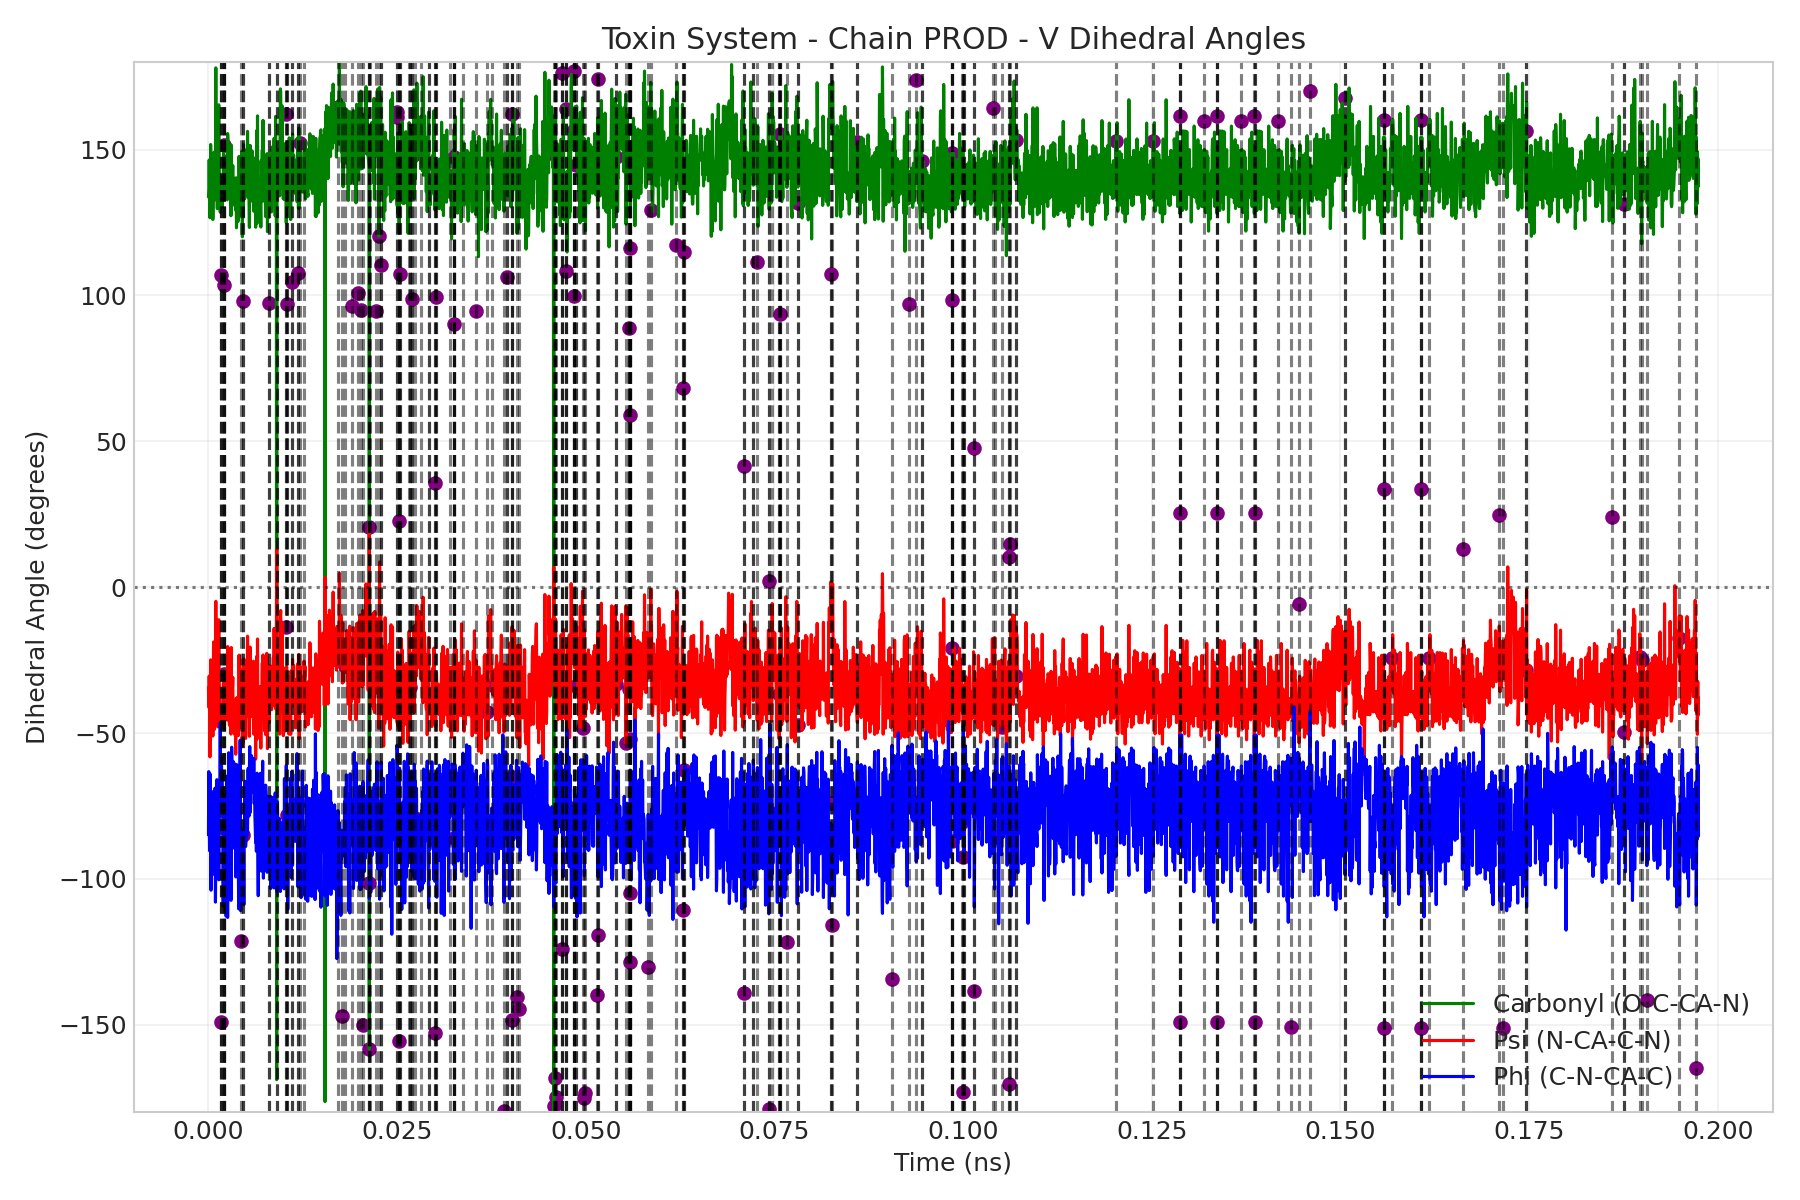 Toxin System - Chain PROD - V Dihedral Angles
Dihedral Angle (degrees)
150
100
50
0
−50
−100
−150
Carbonyl (O-C-CA-N)
Psi (N-CA-C-N)
Phi (C-N-CA-C)
0.000 0.025 0.050 0.075 0.100 0.125 0.150 0.175 0.200
Time (ns)